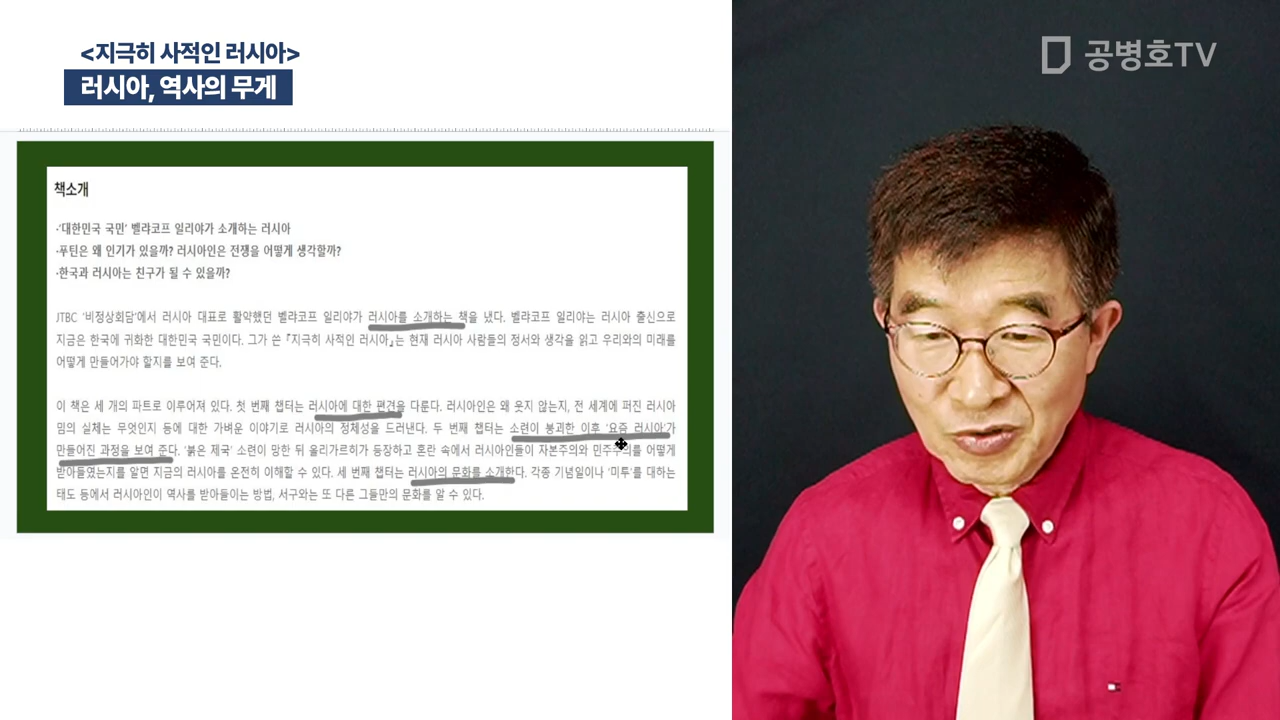 <지극히 사적인 러시아>
러시아, 역사의 무게
공병호TV
책소개
·'대한민국 국민' 벨랴코프 일리야가 소개하는 러시아
·푸틴은 왜 인기가 있을까? 러시아인은 전쟁을 어떻게 생각할까?
·한국과 러시아는 친구가 될 수 있을까?
JTBC '비정상회담'에서 러시아 대표로 활약했던 벨랴코프 일리야가 러시아를 소개하는 책을 냈다. 벨랴코프 일리야는 러시아 출신으로
지금은 한국에 귀화한 대한민국 국민이다. 그가 쓴 『지극히 사적인 러시아』는 현재 러시아 사람들의 정서와 생각을 읽고 우리와의 미래를
어떻게 만들어가야 할지를 보여 준다.
이 책은 세 개의 파트로 이루어져 있다. 첫 번째 챕터는 러시아에 대한 편견을 다룬다. 러시아인은 왜 웃지 않는지, 전 세계에 퍼진 러시아
밈의 실체는 무엇인지 등에 대한 가벼운 이야기로 러시아의 정체성을 드러낸다. 두 번째 챕터는 소련이 붕괴한 이후 '요즘 러시아'가
만들어진 과정을 보여 준다. '붉은 제국' 소련이 망한 뒤 올리가르히가 등장하고 혼란 속에서 러시아인들이 자본주의와 민주주의를 어떻게
받아들였는지를 알면 지금의 러시아를 온전히 이해할 수 있다. 세 번째 챕터는 러시아의 문화를 소개한다. 각종 기념일이나 '미투'를 대하는
태도 등에서 러시아인이 역사를 받아들이는 방법, 서구와는 또 다른 그들만의 문화를 알 수 있다.